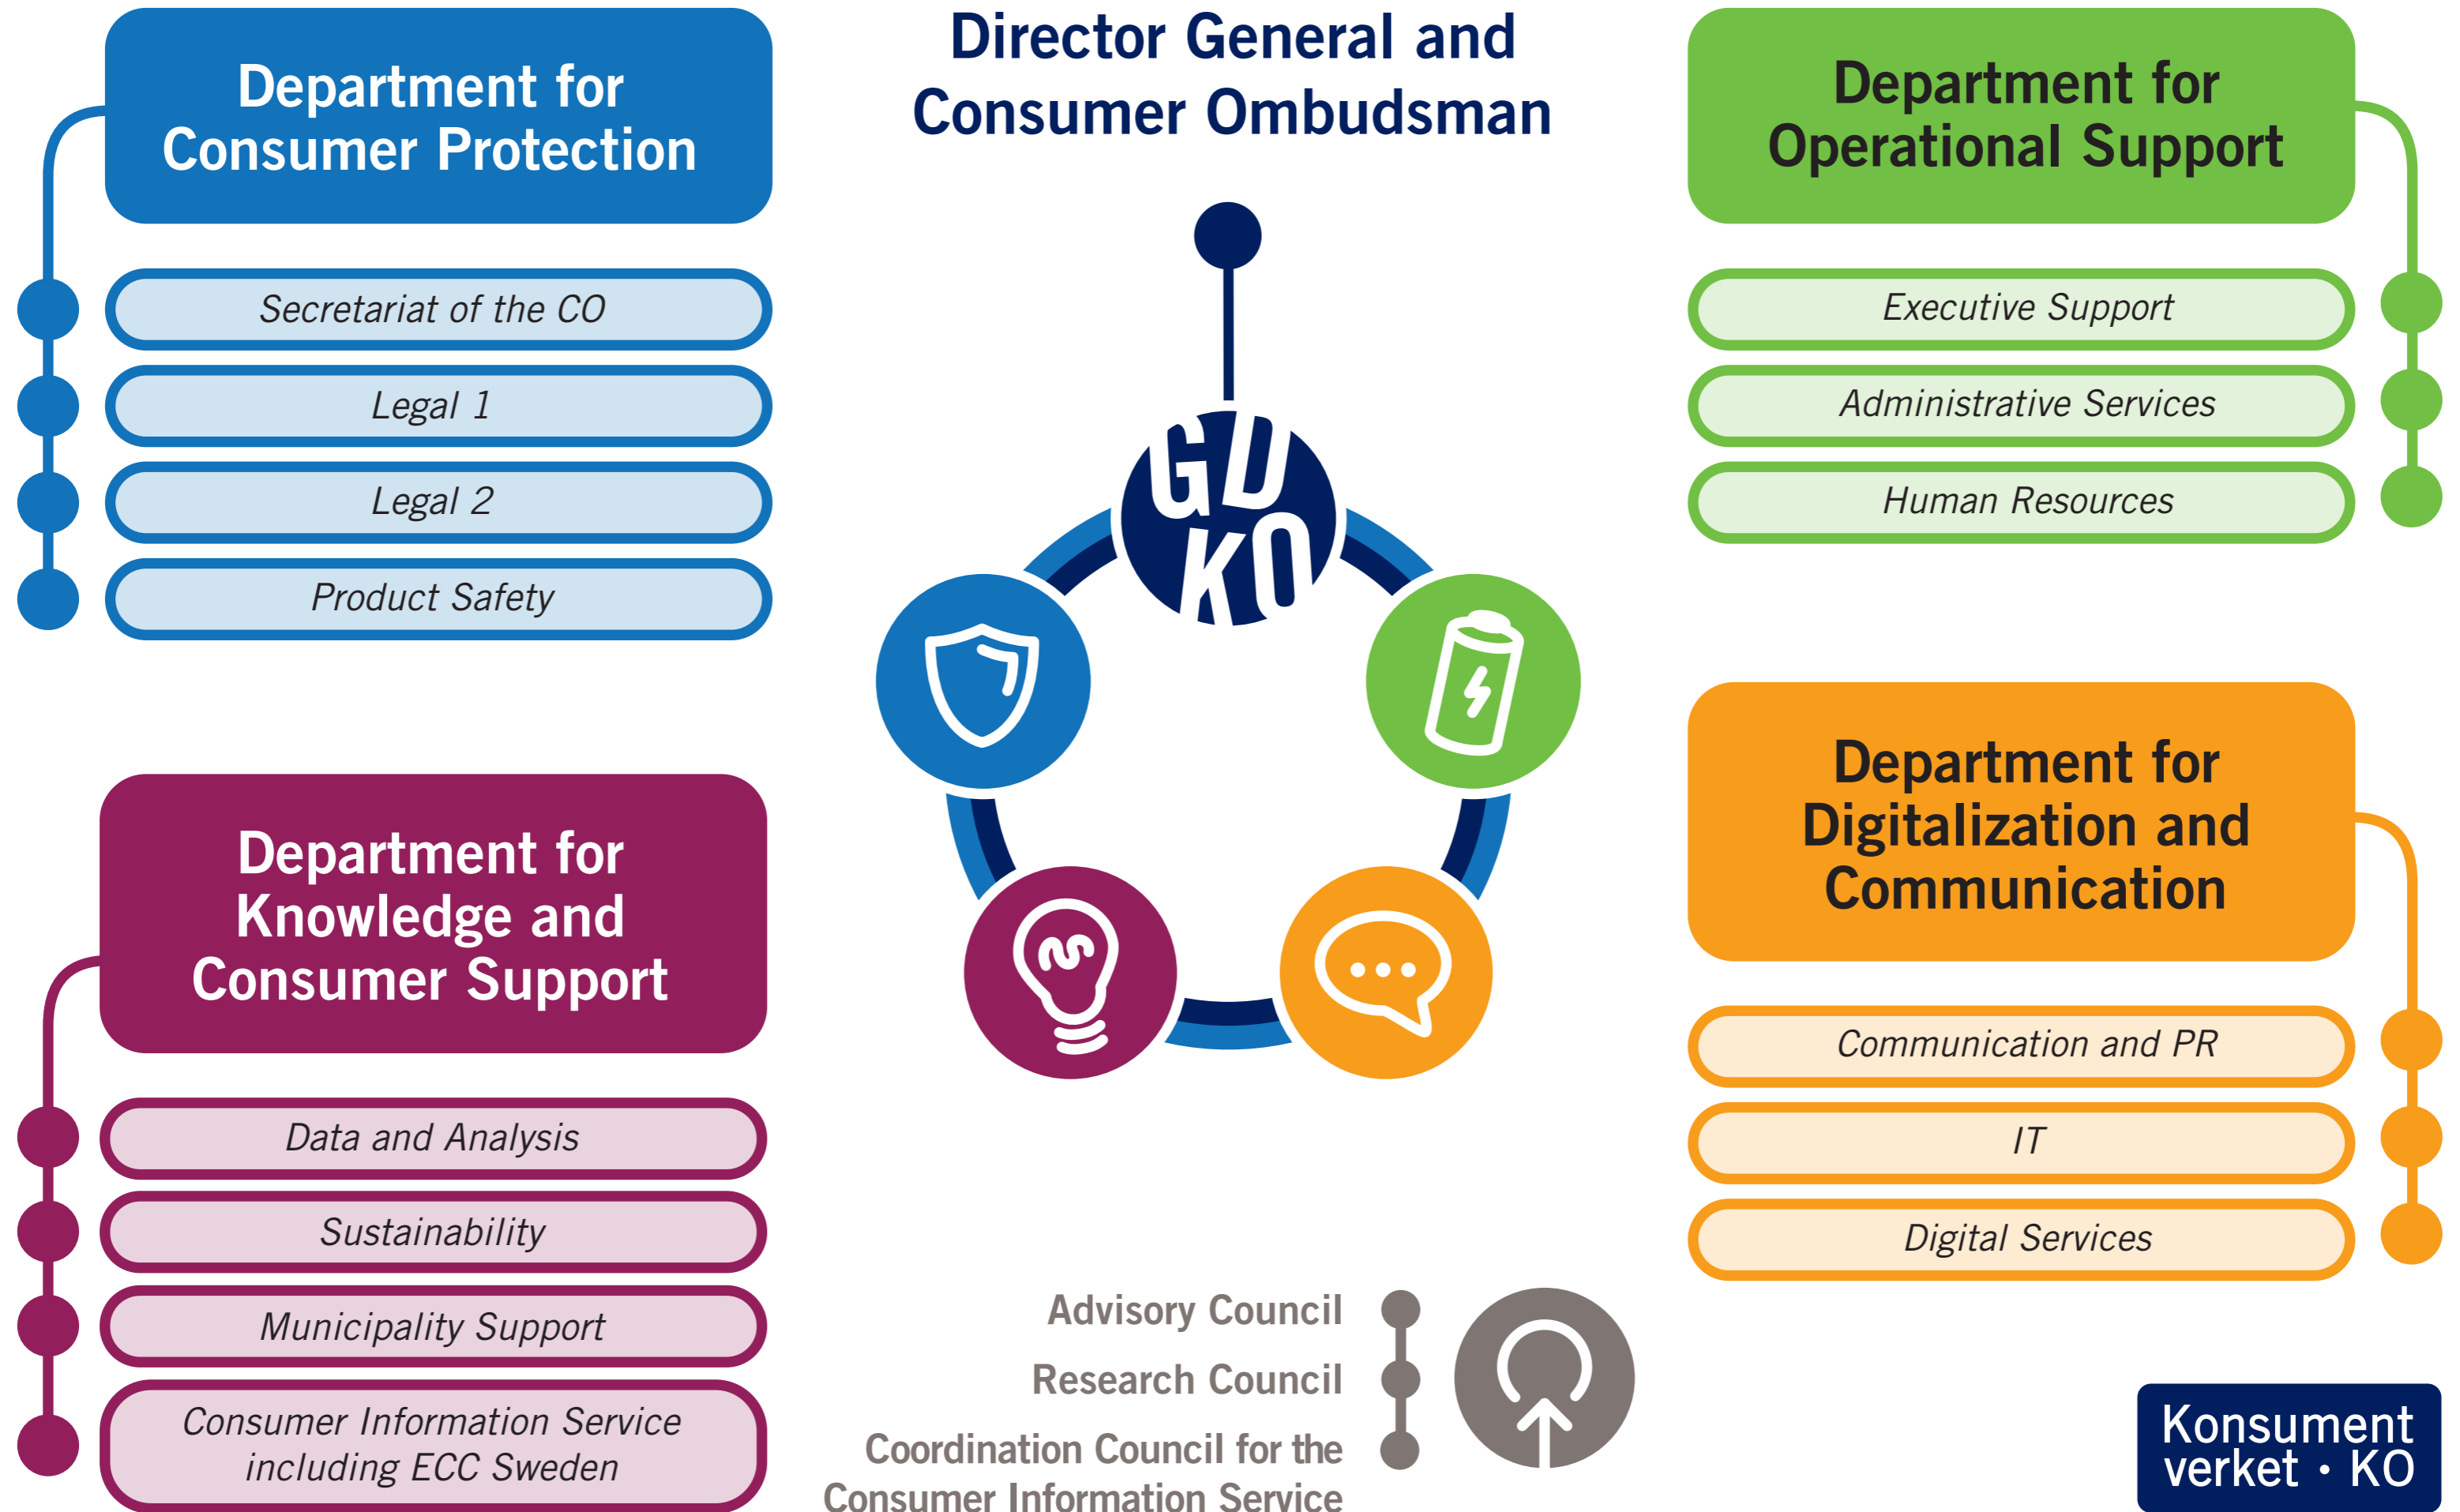 Department for
Consumer Protection
Secretariat of the CO
Legal 1
Legal 2
Product Safety
Department for
Knowledge and
Consumer Support
Data and Analysis
Sustainability
Municipality Support
Consumer Information Service
including ECC Sweden
Director General and
Consumer Ombudsman
GD
KO
Advisory Council
Research Council
Coordination Council for the
Consumer Information Service
Department for
Operational Support
Executive Support
Administrative Services
Human Resources
Department for
Digitalization and
Communication
Communication and PR
IT
Digital Services
Konsument
verket • KO